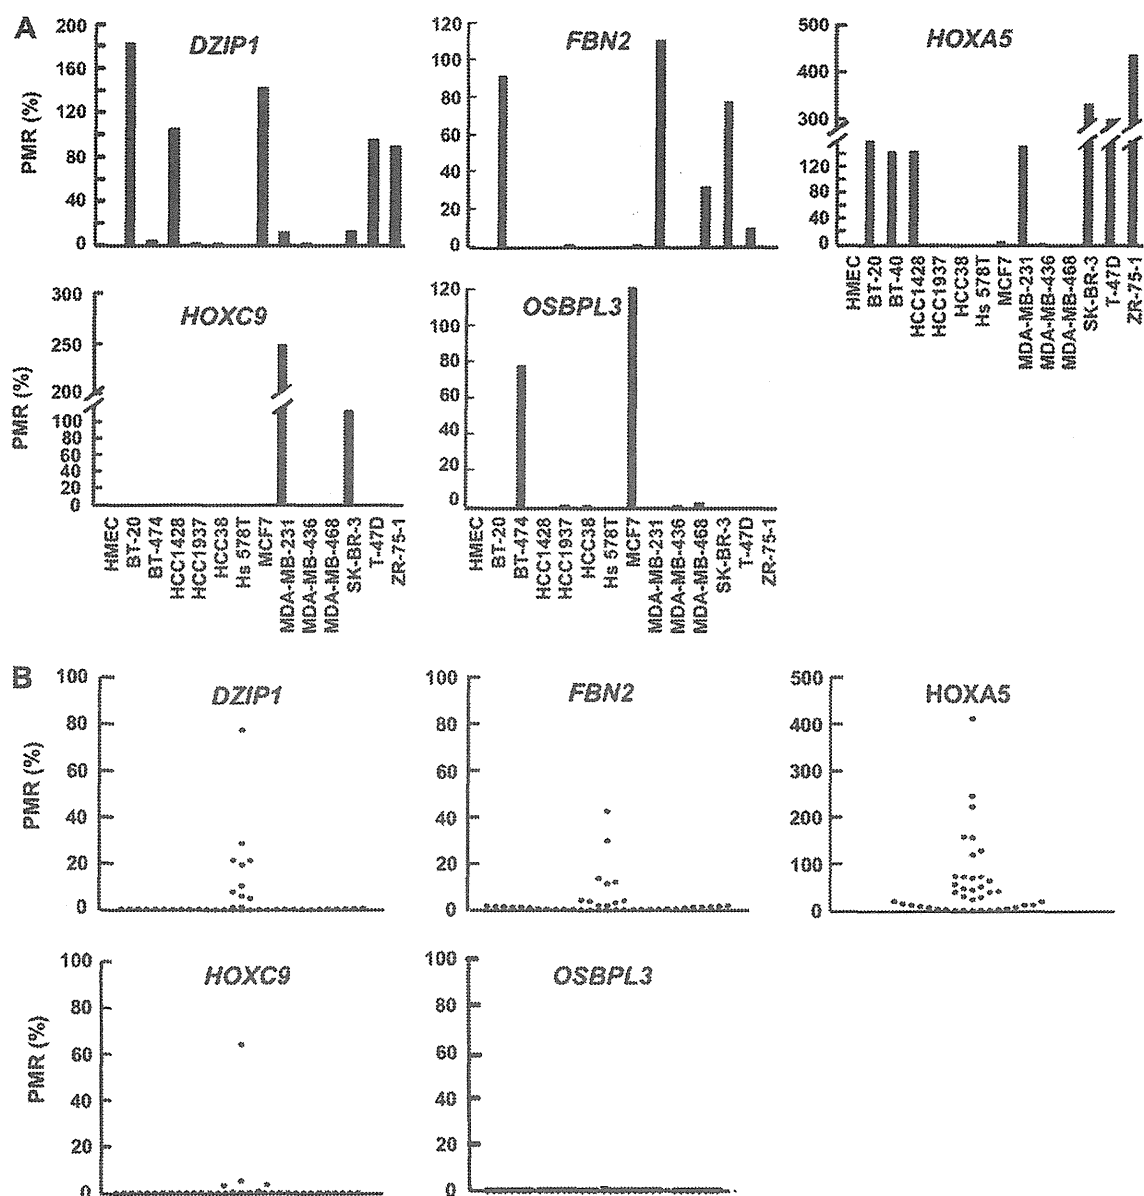 A
DZIP1
PMR (%)
200
160
120
80
40
0
FBN2
120
100
80
60
40
20
0
HOXA5
500
400
300
120
80
40
0
HMEC
BT-20
BT-40
HCC1428
HCC1937
HCC38
Hs 578T
MCF7
MDA-MB-231
MDA-MB-436
MDA-MB-468
SK-BR-3
T-47D
ZR-75-1
HOXC9
PMR (%)
300
250
200
100
80
60
40
20
0
HMEC
BT-20
BT-474
HCC1428
HCC1937
HCC38
Hs 578T
MCF7
MDA-MB-231
MDA-MB-436
MDA-MB-468
SK-BR-3
T-47D
ZR-75-1
OSBPL3
120
100
80
60
40
20
0
HMEC
BT-20
BT-474
HCC1428
HCC1937
HCC38
Hs 578T
MCF7
MDA-MB-231
MDA-MB-436
MDA-MB-468
SK-BR-3
T-47D
ZR-75-1
B
DZIP1
PMR (%)
100
80
60
40
20
0
FBN2
100
80
60
40
20
0
HOXA5
500
400
300
200
100
0
HOXC9
PMR (%)
100
80
60
40
20
0
OSBPL3
100
80
60
40
20
0